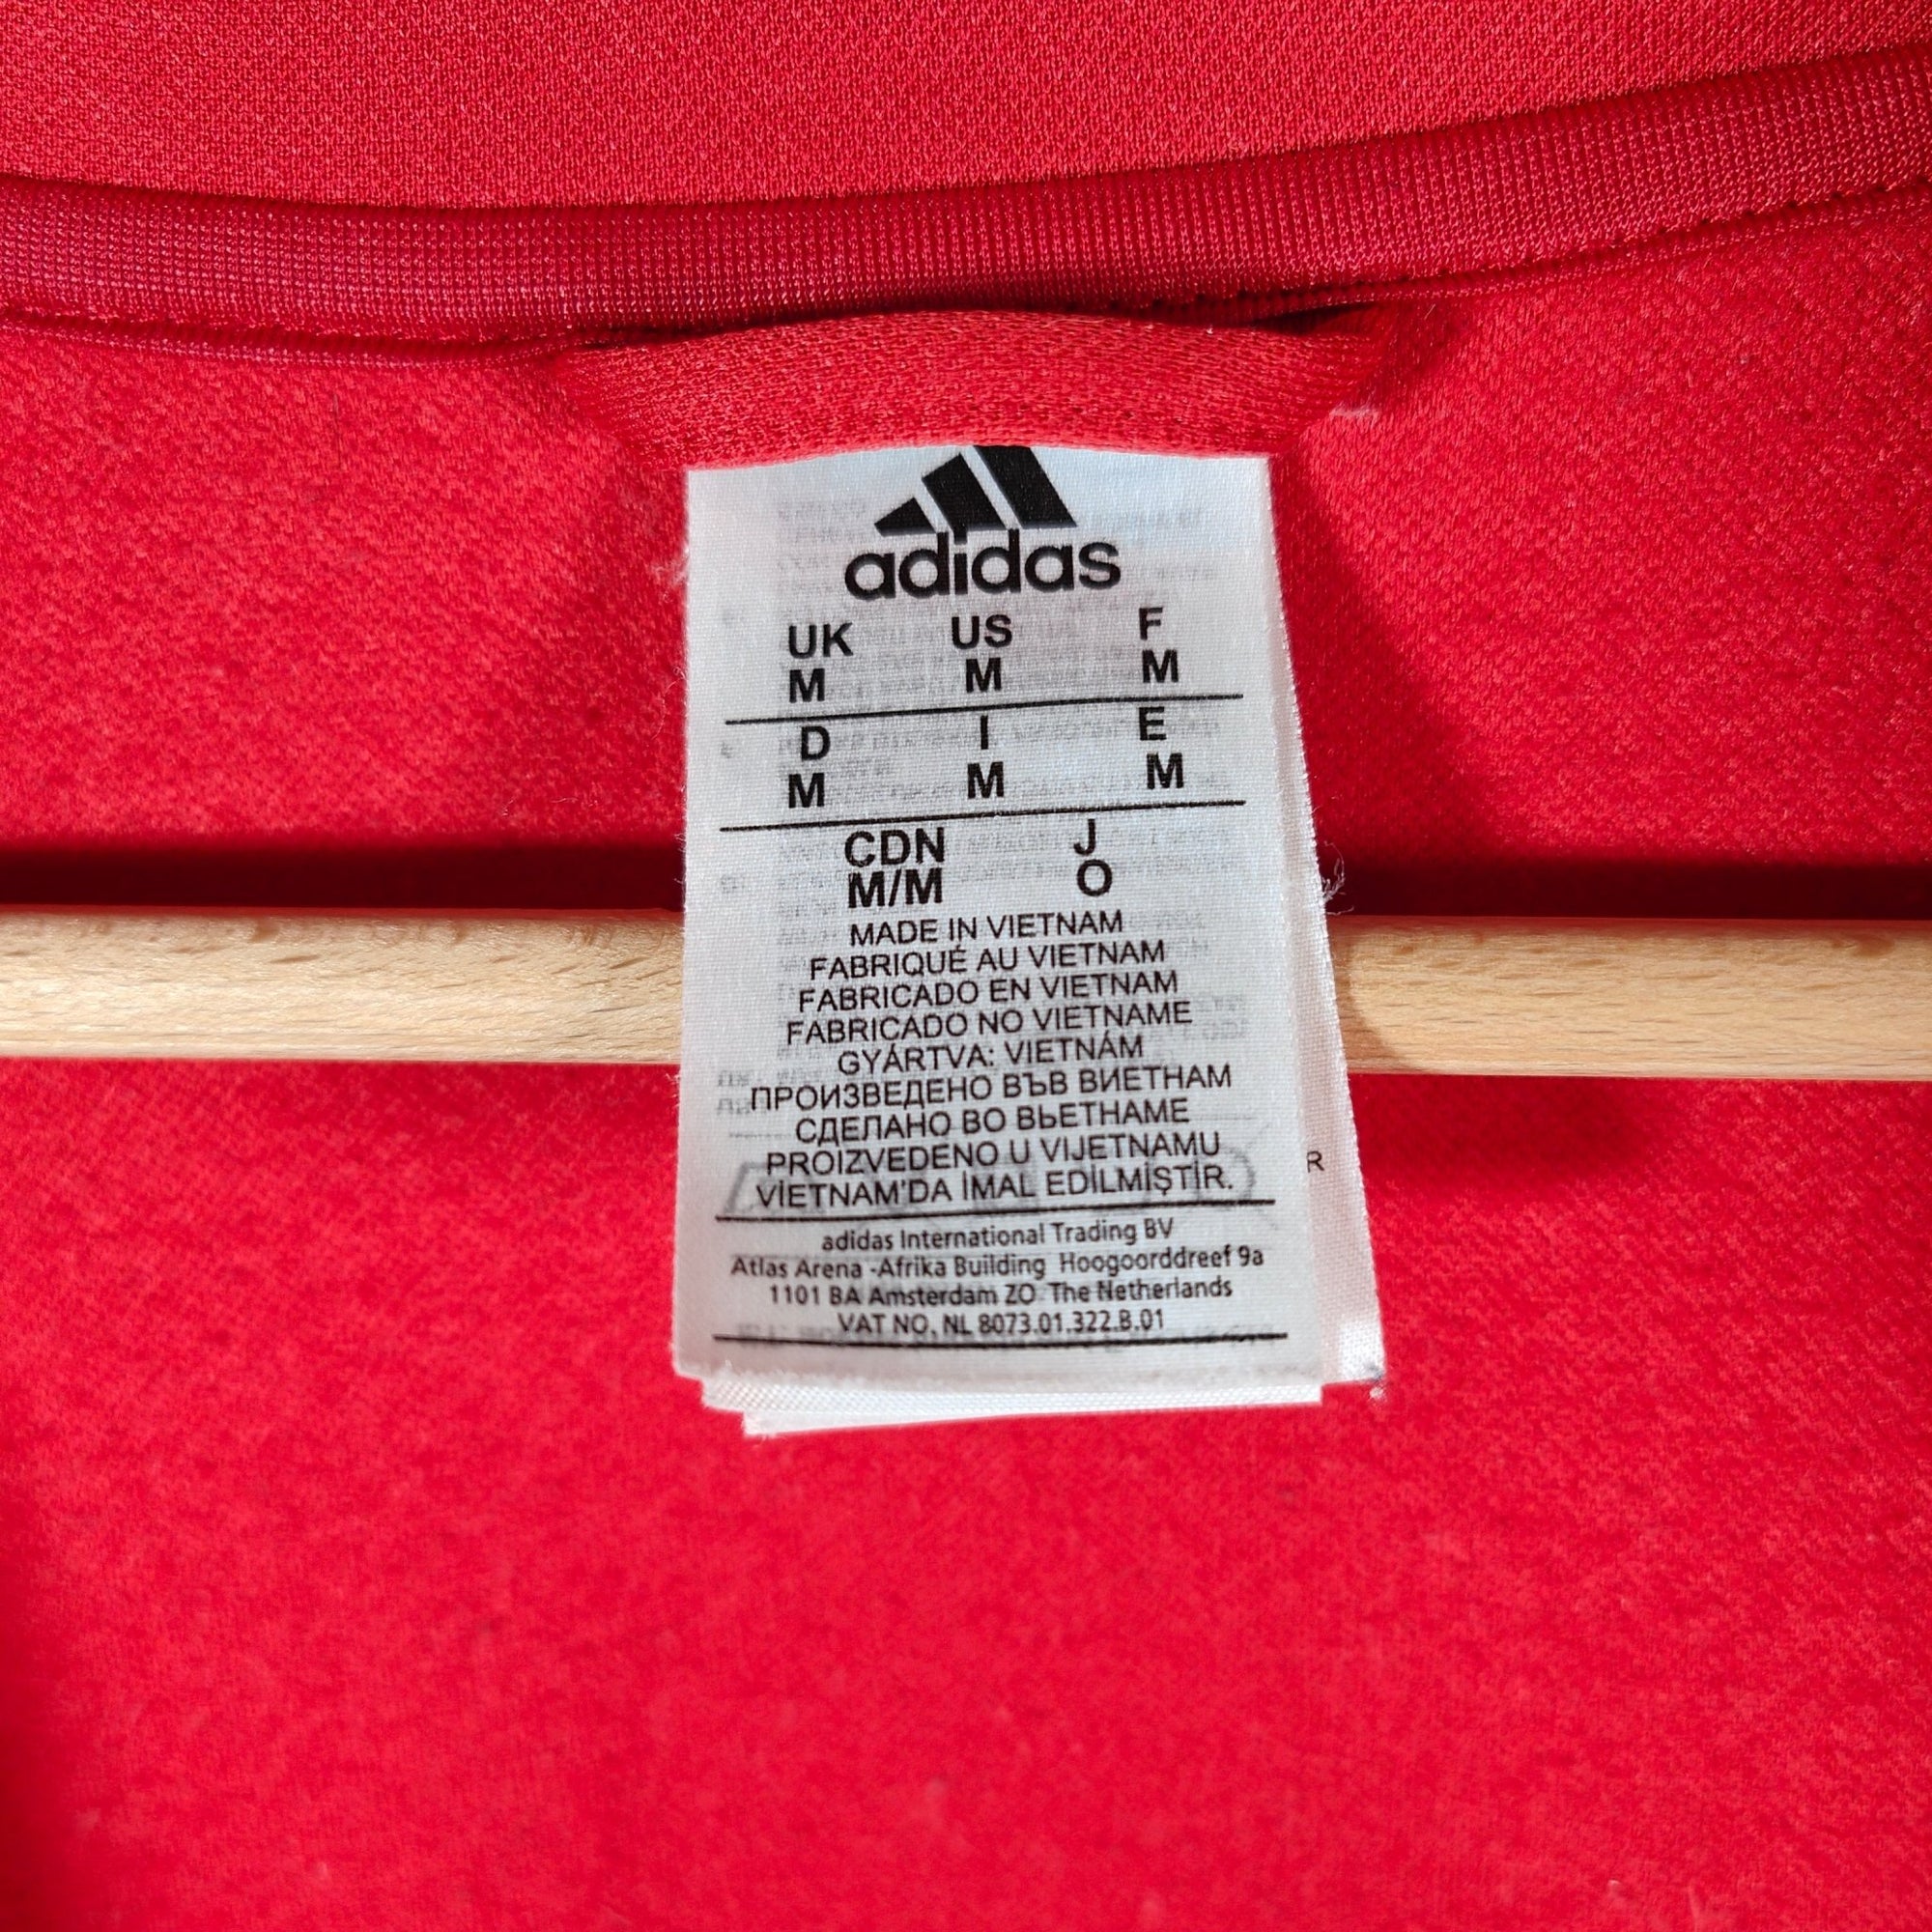 adidas
UK US F
M M M
D I E
M M M
CDN J
M/M O
MADE IN VIETNAM
FABRIQUÉ AU VIETNAM
FABRICADO EN VIETNAM
FABRICADO NO VIETNAME
GYÁRTVA: VIETNÁM
ПРОИЗВЕДЕНО ВЪВ ВИЕТНАМ
СДЕЛАНО ВО ВЬЕТНАМЕ
PROIZVEDENO U VIJETNAMU
VİETNAM'DA İMAL EDİLMİŞTİR.
R
adidas International Trading BV
Atlas Arena -Afrika Building Hoogoorddreef 9a
1101 BA Amsterdam ZO The Netherlands
VAT NO. NL 8073.01.322.B.01